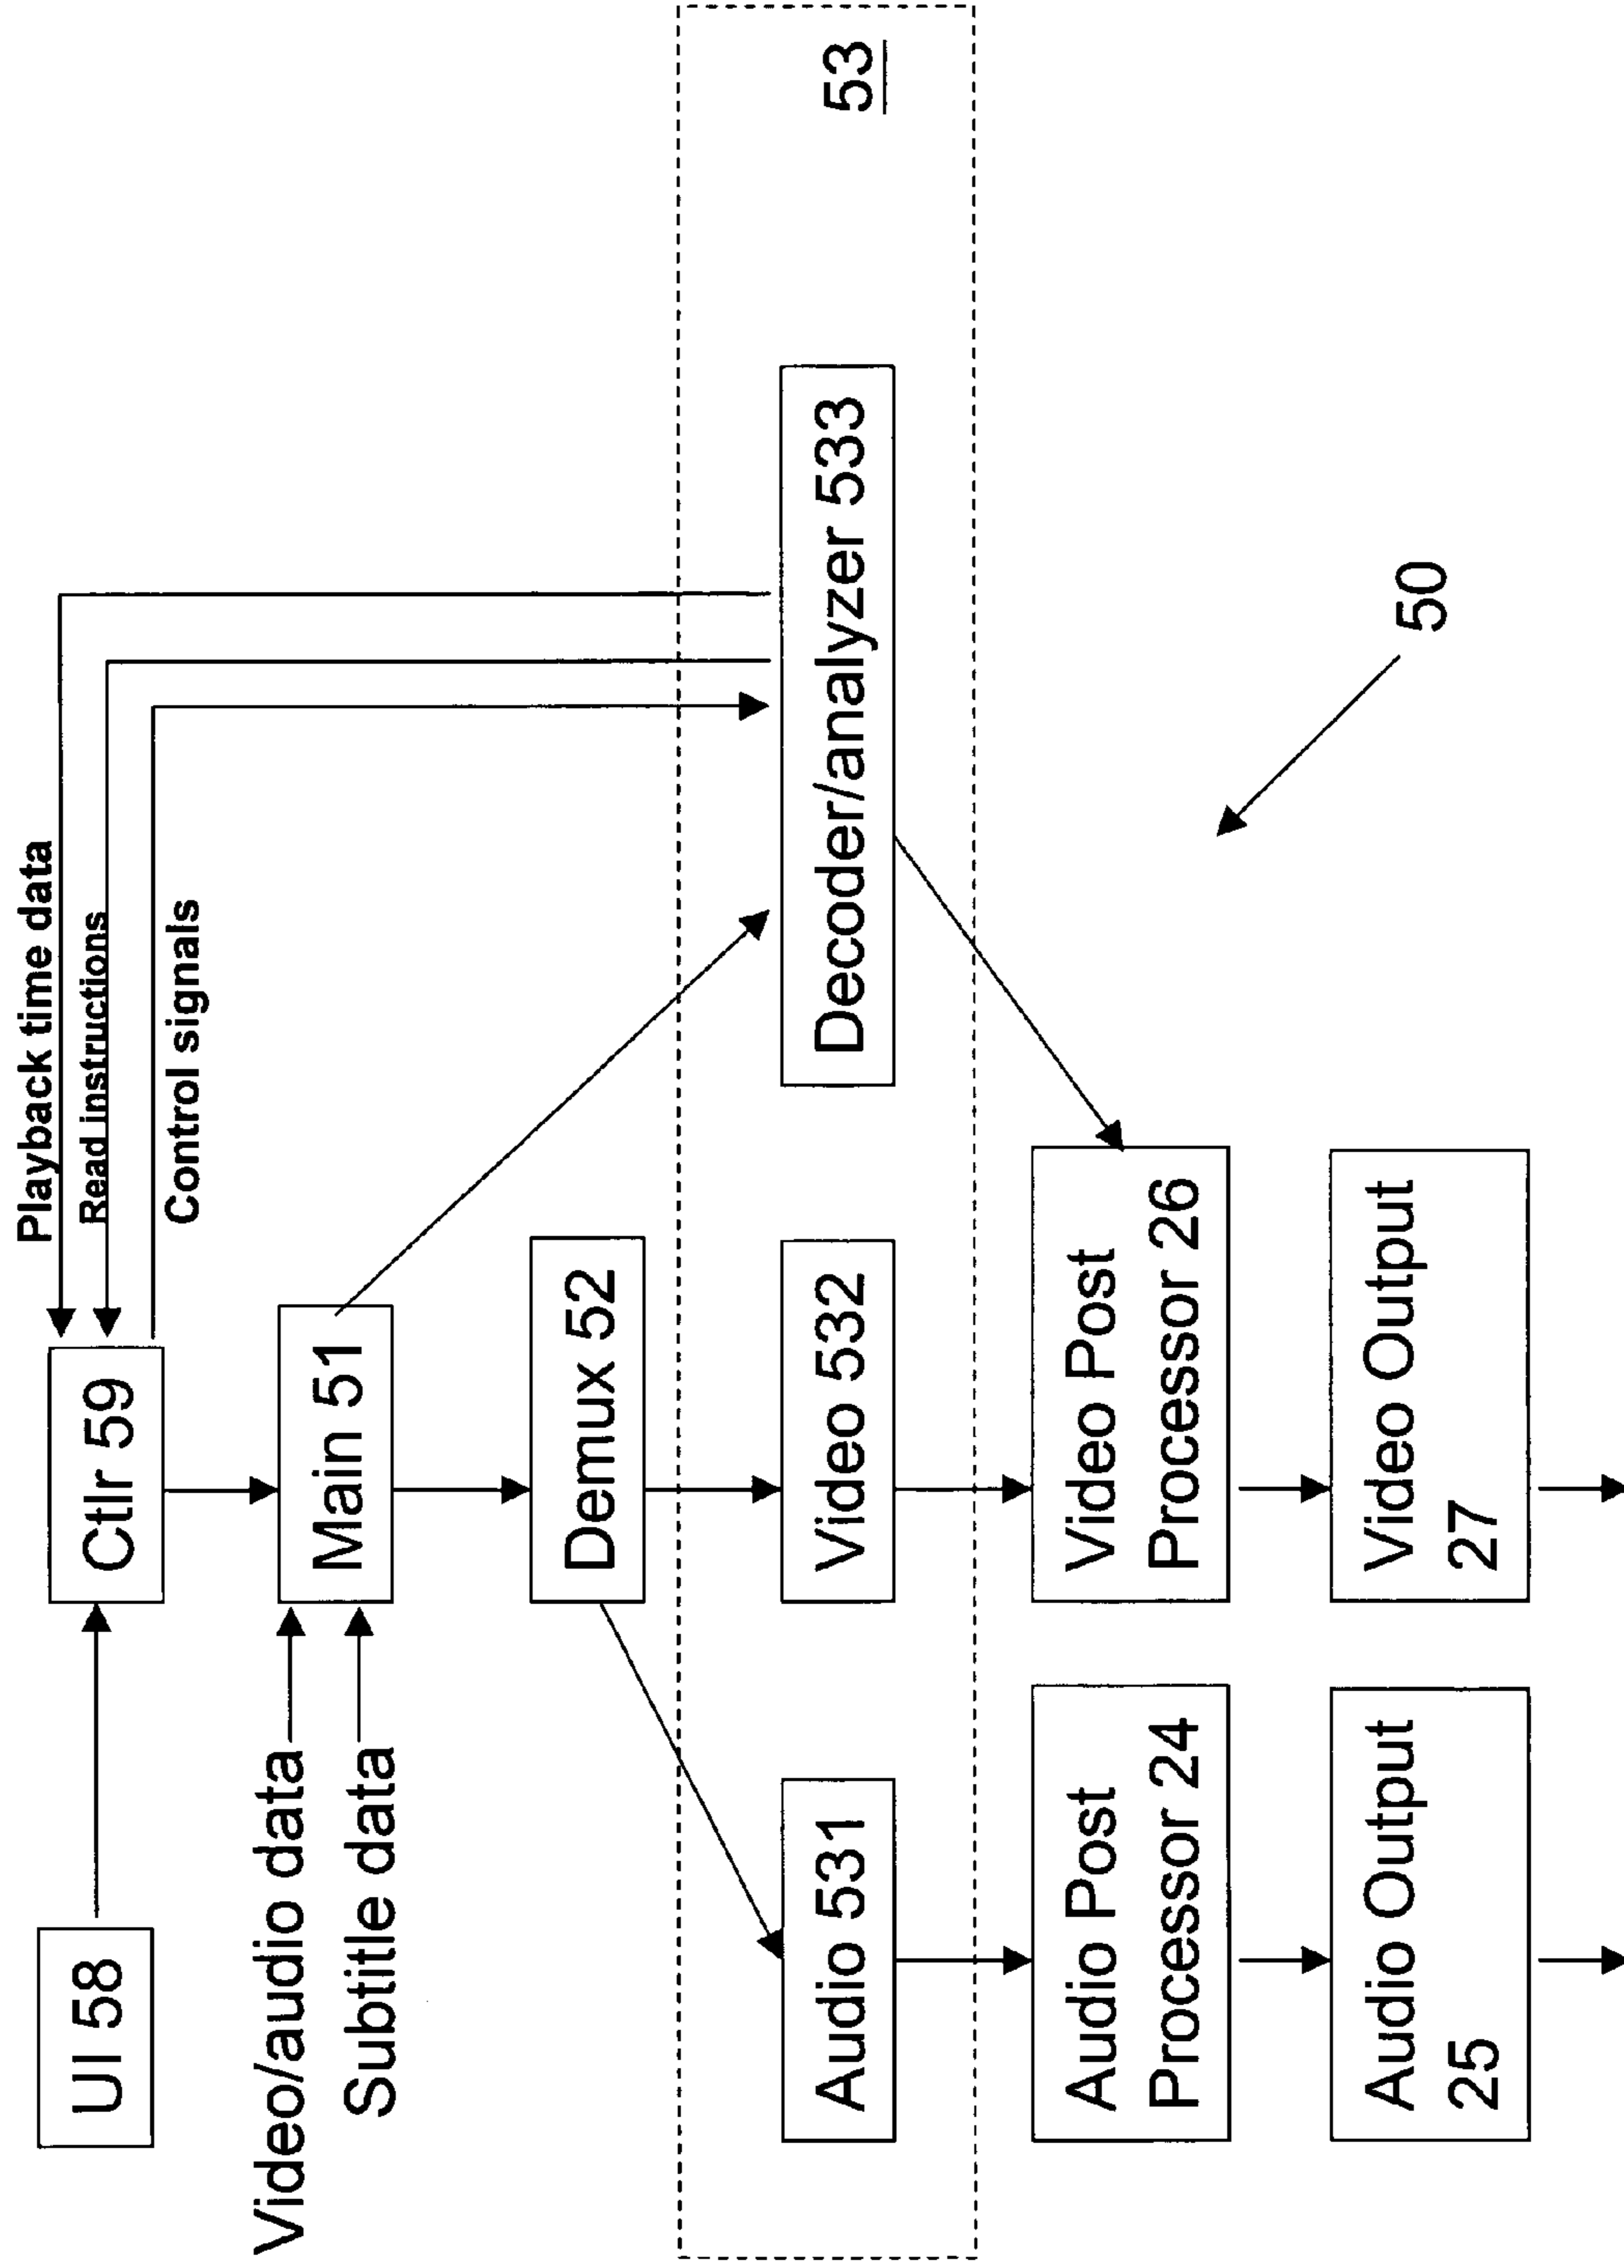 Playback time data
Read instructions
Control signals
UI 58
Ctlr 59
Video/audio data
Subtitle data
Main 51
Demux 52
53
Audio 531
Video 532
Decoder/analyzer 533
Audio Post
Processor 24
Video Post
Processor 26
50
Audio Output
25
Video Output
27